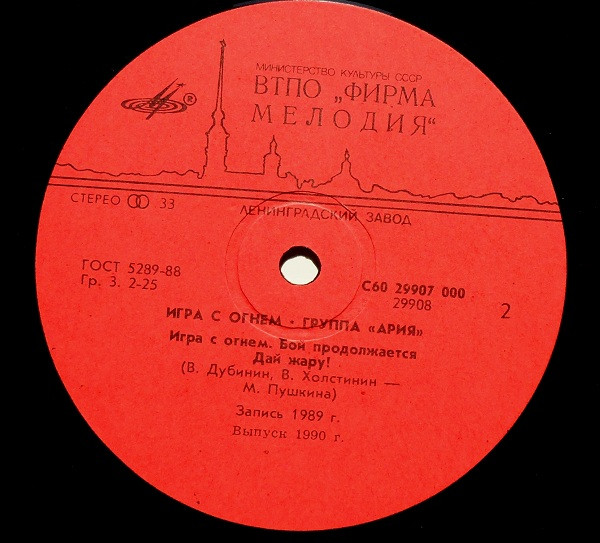 МИНИСТЕРСТВО КУЛЬТУРЫ СССР
ВТПО „ФИРМА
МЕЛОДИЯ“
®
СТЕРЕО 33
ЛЕНИНГРАДСКИЙ ЗАВОД
ГОСТ 5289-88
Гр. 3. 2-25
С60 29907 000
29908
2
ИГРА С ОГНЕМ · ГРУППА «АРИЯ»
Игра с огнем. Бой продолжается
Дай жару!
(В. Дубинин, В. Холстинин —
М. Пушкина)
Запись 1989 г.
Выпуск 1990 г.